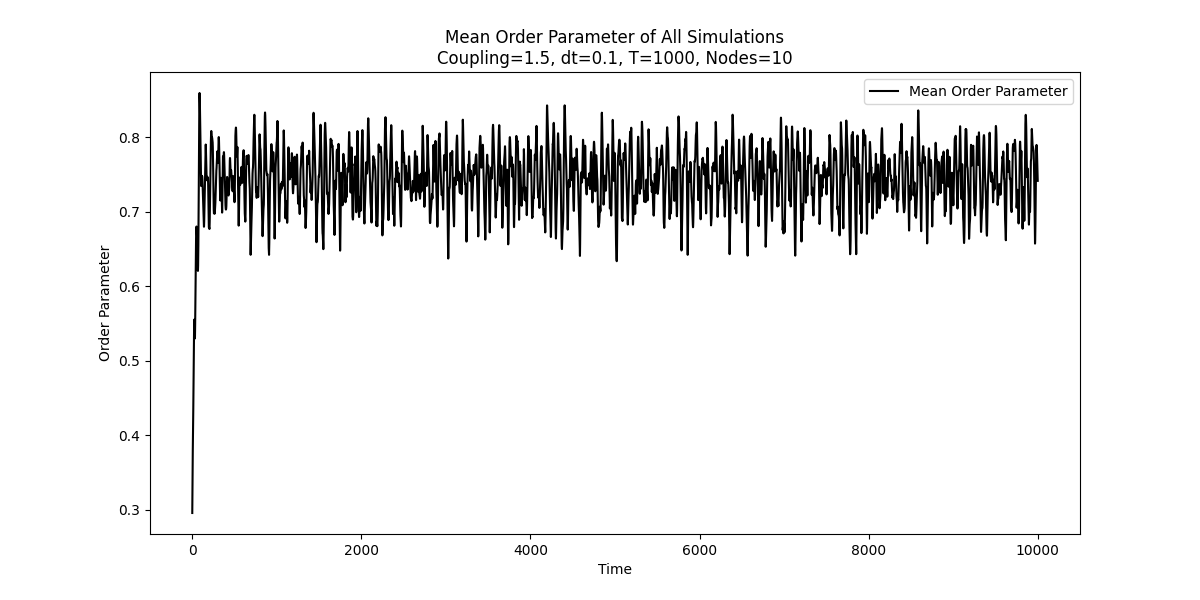 Mean Order Parameter of All Simulations
Coupling=1.5, dt=0.1, T=1000, Nodes=10
Mean Order Parameter
Order Parameter
0.8
0.7
0.6
0.5
0.4
0.3
0
2000
4000
6000
8000
10000
Time